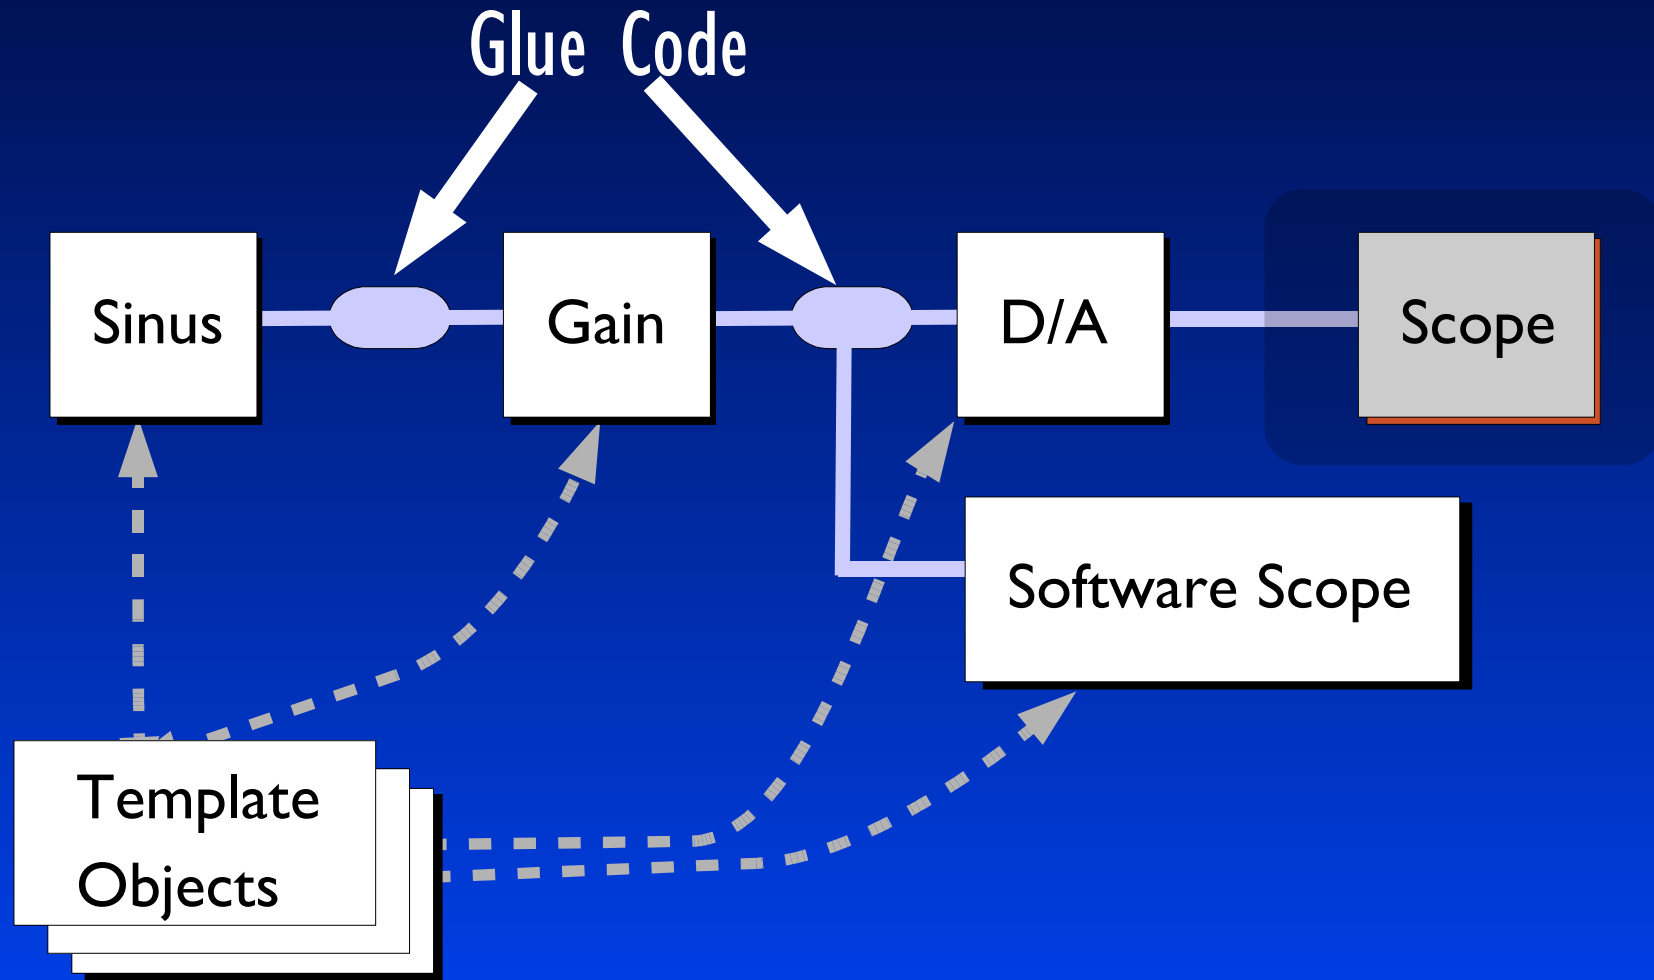 Glue Code
Sinus
Gain
D/A
Scope
Software Scope
Template
Objects